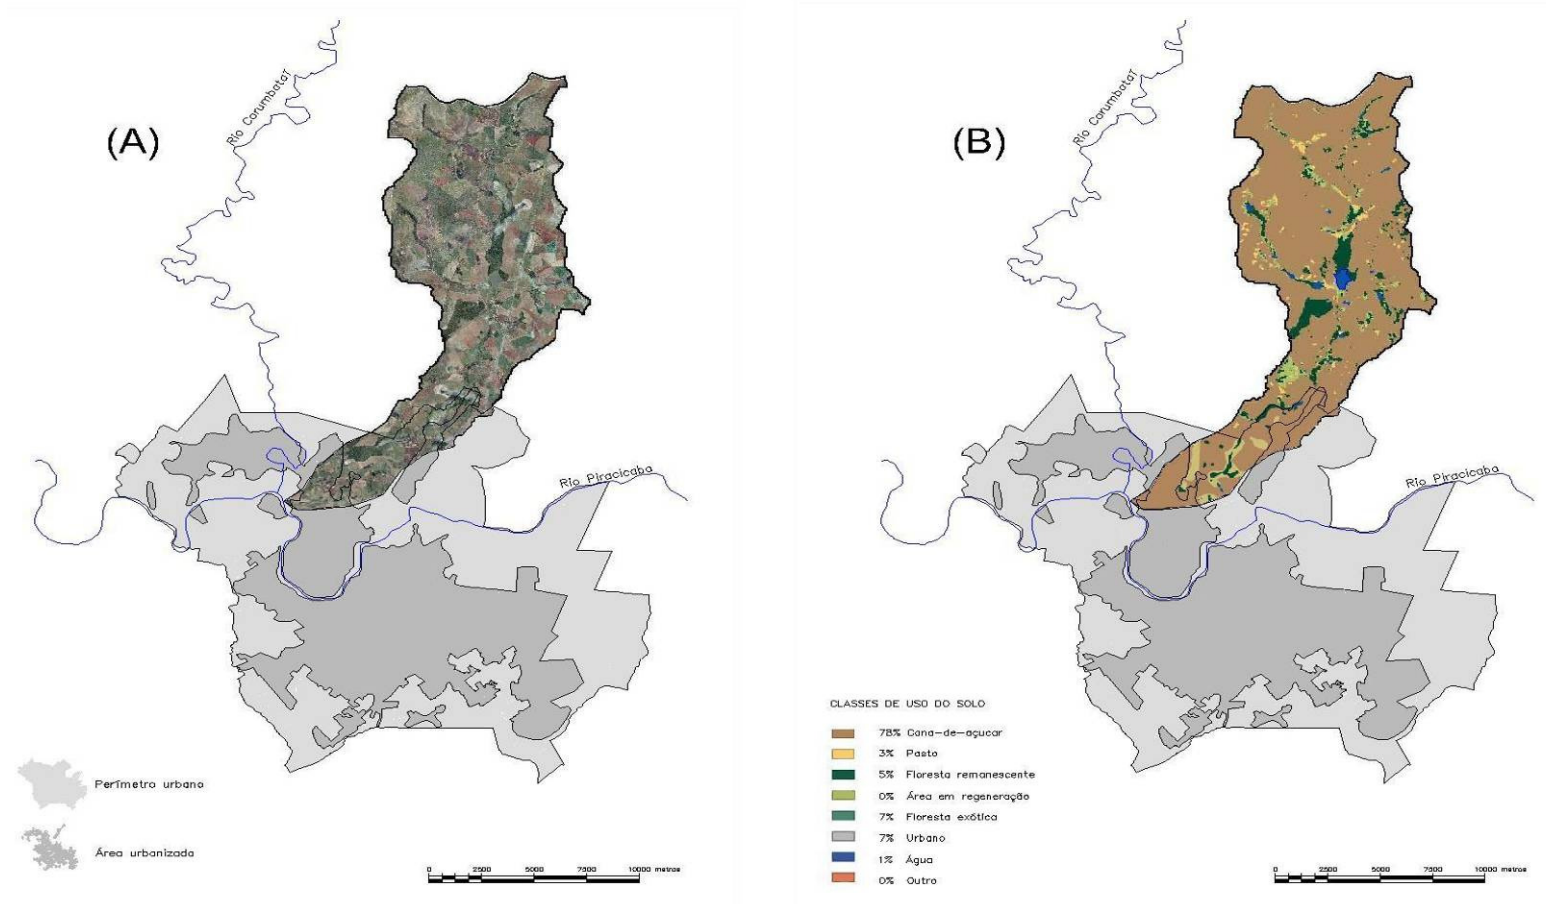 (A)
Rio Corumbataí
Rio Piracicaba
Perímetro urbano
Área urbanizada
0 2500 5000 7500 10000 metros
(B)
Rio Corumbataí
Rio Piracicaba
CLASSES DE USO DO SOLO
78% Cana-de-açucar
3% Pasto
5% Floresta remanescente
0% Área em regeneração
7% Floresta exótica
7% Urbano
1% Água
0% Outro
0 2500 5000 7500 10000 metros